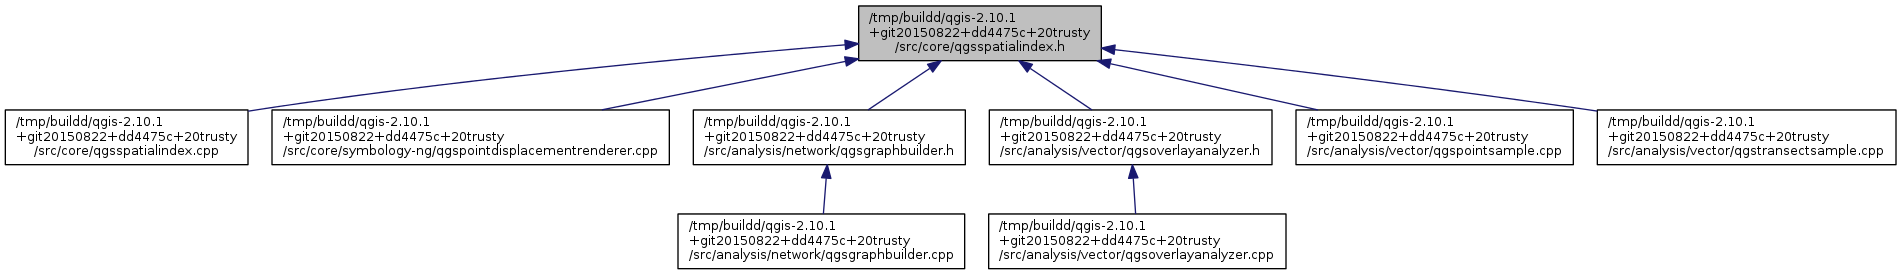 /tmp/buildd/qgis-2.10.1
+git20150822+dd4475c+20trusty
/src/core/qgsspatialindex.h
/tmp/buildd/qgis-2.10.1
+git20150822+dd4475c+20trusty
/src/core/qgsspatialindex.cpp
/tmp/buildd/qgis-2.10.1
+git20150822+dd4475c+20trusty
/src/core/symbology-ng/qgspointdisplacementrenderer.cpp
/tmp/buildd/qgis-2.10.1
+git20150822+dd4475c+20trusty
/src/analysis/network/qgsgraphbuilder.h
/tmp/buildd/qgis-2.10.1
+git20150822+dd4475c+20trusty
/src/analysis/vector/qgsoverlayanalyzer.h
/tmp/buildd/qgis-2.10.1
+git20150822+dd4475c+20trusty
/src/analysis/vector/qgspointsample.cpp
/tmp/buildd/qgis-2.10.1
+git20150822+dd4475c+20trusty
/src/analysis/vector/qgstransectsample.cpp
/tmp/buildd/qgis-2.10.1
+git20150822+dd4475c+20trusty
/src/analysis/network/qgsgraphbuilder.cpp
/tmp/buildd/qgis-2.10.1
+git20150822+dd4475c+20trusty
/src/analysis/vector/qgsoverlayanalyzer.cpp